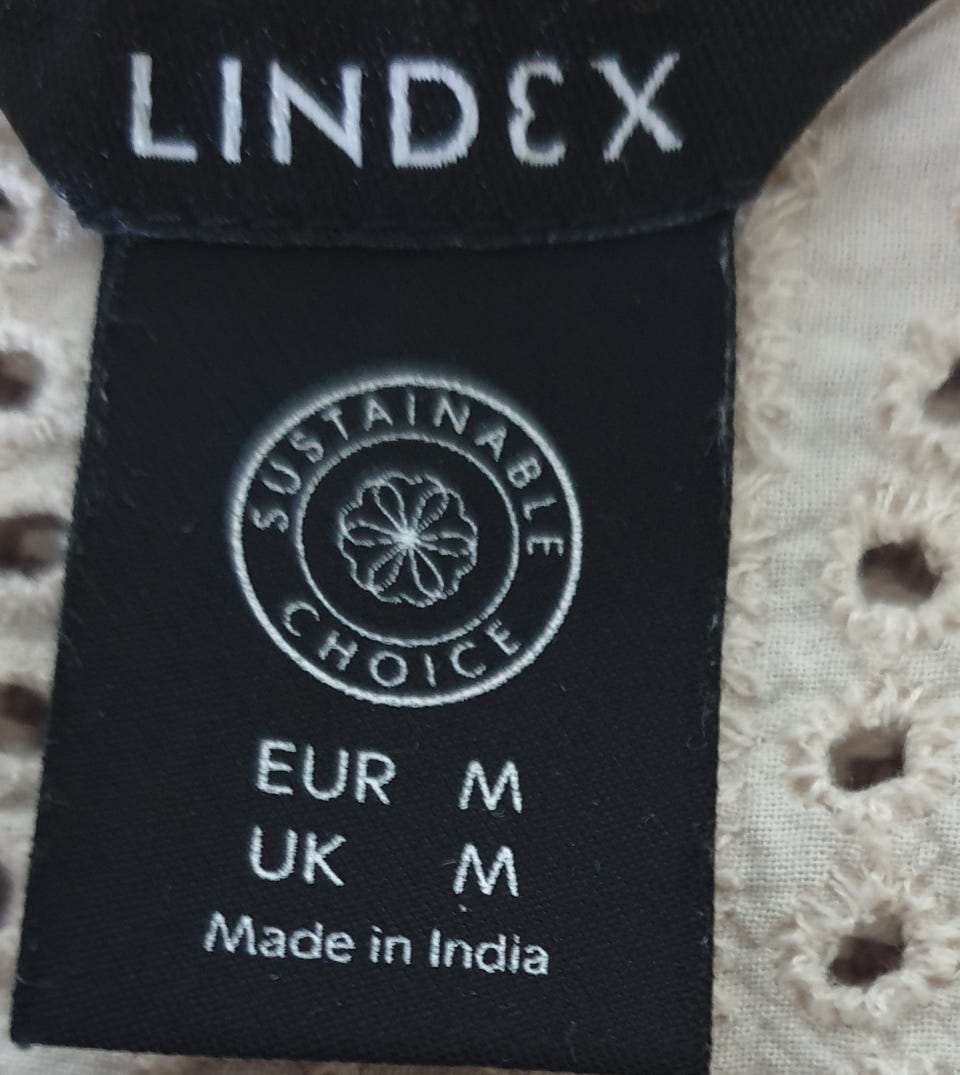 LINDEX
SUSTAINABLE
CHOICE
EUR M
UK M
Made in India